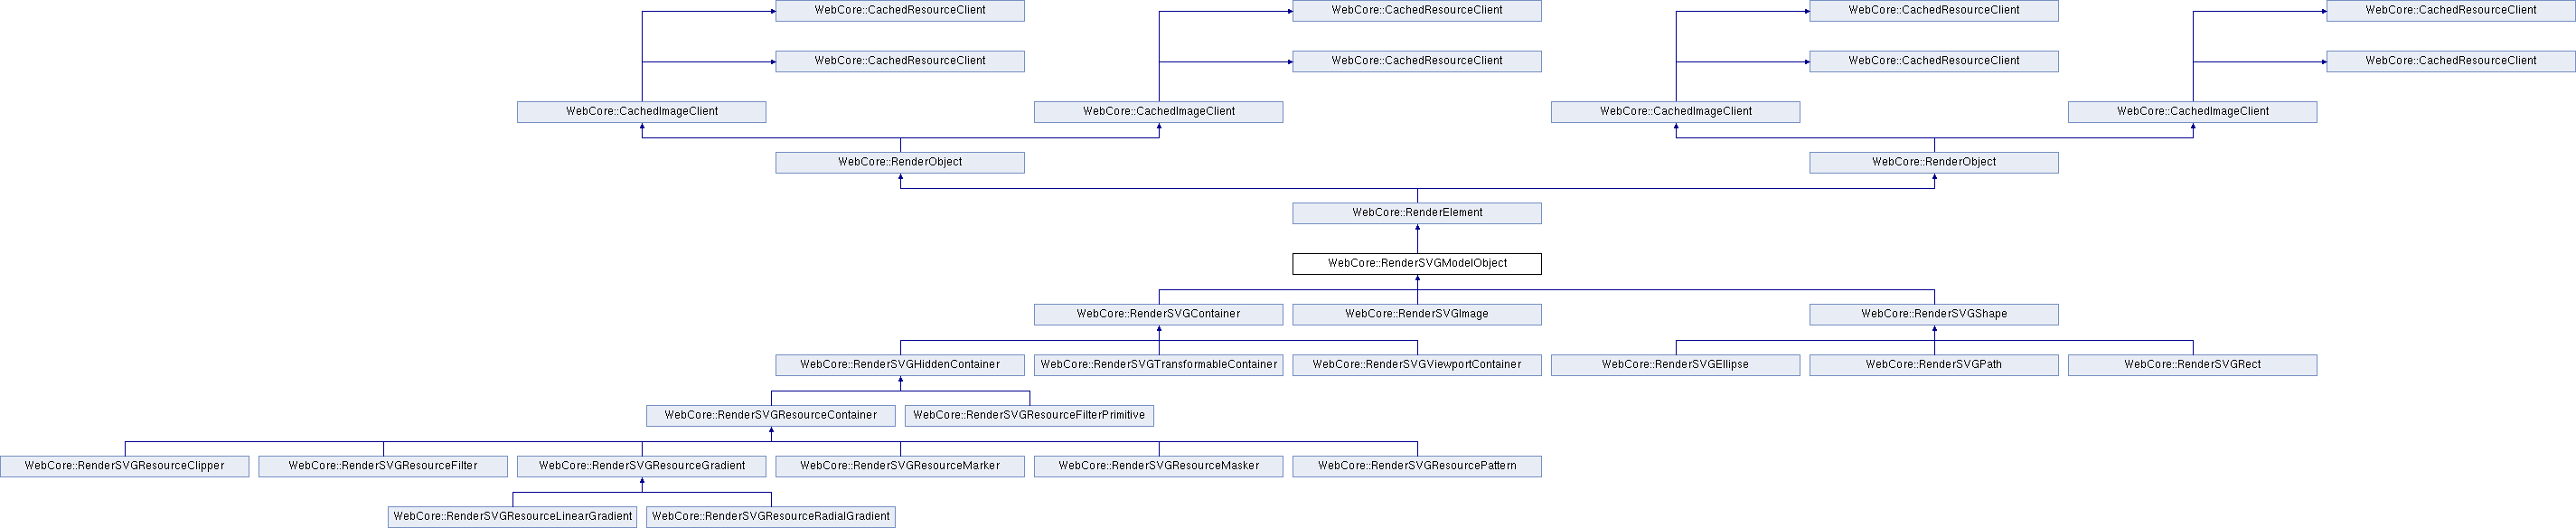 WebCore::CachedResourceClient
WebCore::CachedResourceClient
WebCore::CachedResourceClient
WebCore::CachedResourceClient
WebCore::CachedResourceClient
WebCore::CachedResourceClient
WebCore::CachedResourceClient
WebCore::CachedResourceClient
WebCore::CachedImageClient
WebCore::CachedImageClient
WebCore::CachedImageClient
WebCore::CachedImageClient
WebCore::RenderObject
WebCore::RenderObject
WebCore::RenderElement
WebCore::RenderSVGModelObject
WebCore::RenderSVGContainer
WebCore::RenderSVGImage
WebCore::RenderSVGShape
WebCore::RenderSVGHiddenContainer
WebCore::RenderSVGTransformableContainer
WebCore::RenderSVGViewportContainer
WebCore::RenderSVGEllipse
WebCore::RenderSVGPath
WebCore::RenderSVGRect
WebCore::RenderSVGResourceContainer
WebCore::RenderSVGResourceFilterPrimitive
WebCore::RenderSVGResourceClipper
WebCore::RenderSVGResourceFilter
WebCore::RenderSVGResourceGradient
WebCore::RenderSVGResourceMarker
WebCore::RenderSVGResourceMasker
WebCore::RenderSVGResourcePattern
WebCore::RenderSVGResourceLinearGradient
WebCore::RenderSVGResourceRadialGradient